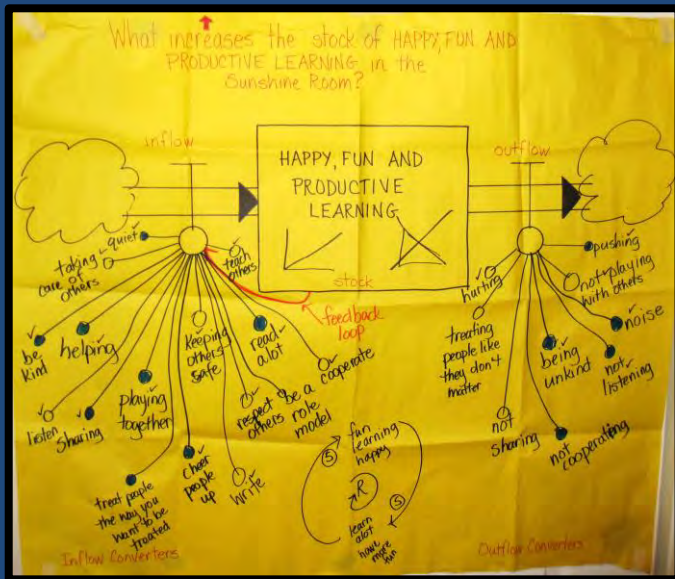 What increases the stock of HAPPY, FUN AND
PRODUCTIVE LEARNING in the
Sunshine Room?
inflow
HAPPY, FUN AND
PRODUCTIVE
LEARNING
stock
outflow
feedback
loop
quiet
taking
care of
others
be
kind
helping
listen
sharing
playing
together
treat people
the way you
want to be
treated
cheer
people
up
keeping
others
safe
write
respect
others
be a
role
model
read
alot
cooperate
teach
others
hurting
treating
people like
they don't
matter
not
sharing
being
unkind
not
cooperating
not
listening
noise
not playing
with others
pushing
fun
learning
happy
S
R
S
learn
alot
have
more
fun
Inflow Converters
Outflow Converters